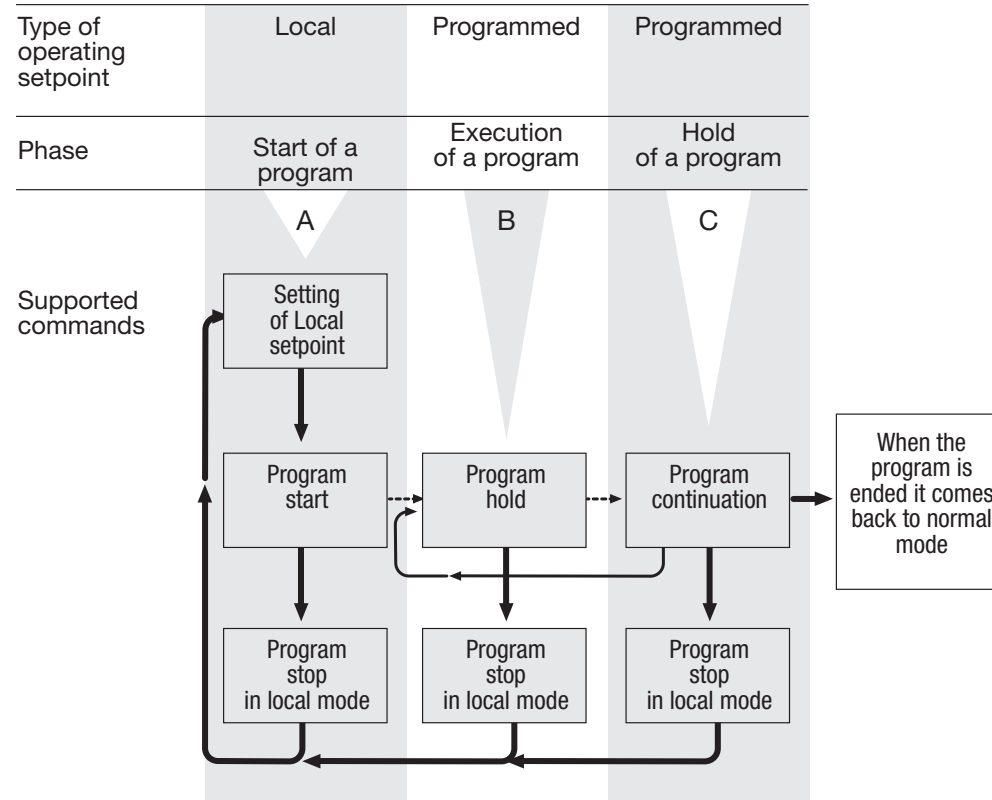 Type of
operating
setpoint
Local
Programmed
Programmed
Phase
Start of a
program
Execution
of a program
Hold
of a program
A
B
C
Supported
commands
Setting
of Local
setpoint
Program
start
Program
hold
Program
continuation
When the
program is
ended it comes
back to normal
mode
Program
stop
in local mode
Program
stop
in local mode
Program
stop
in local mode